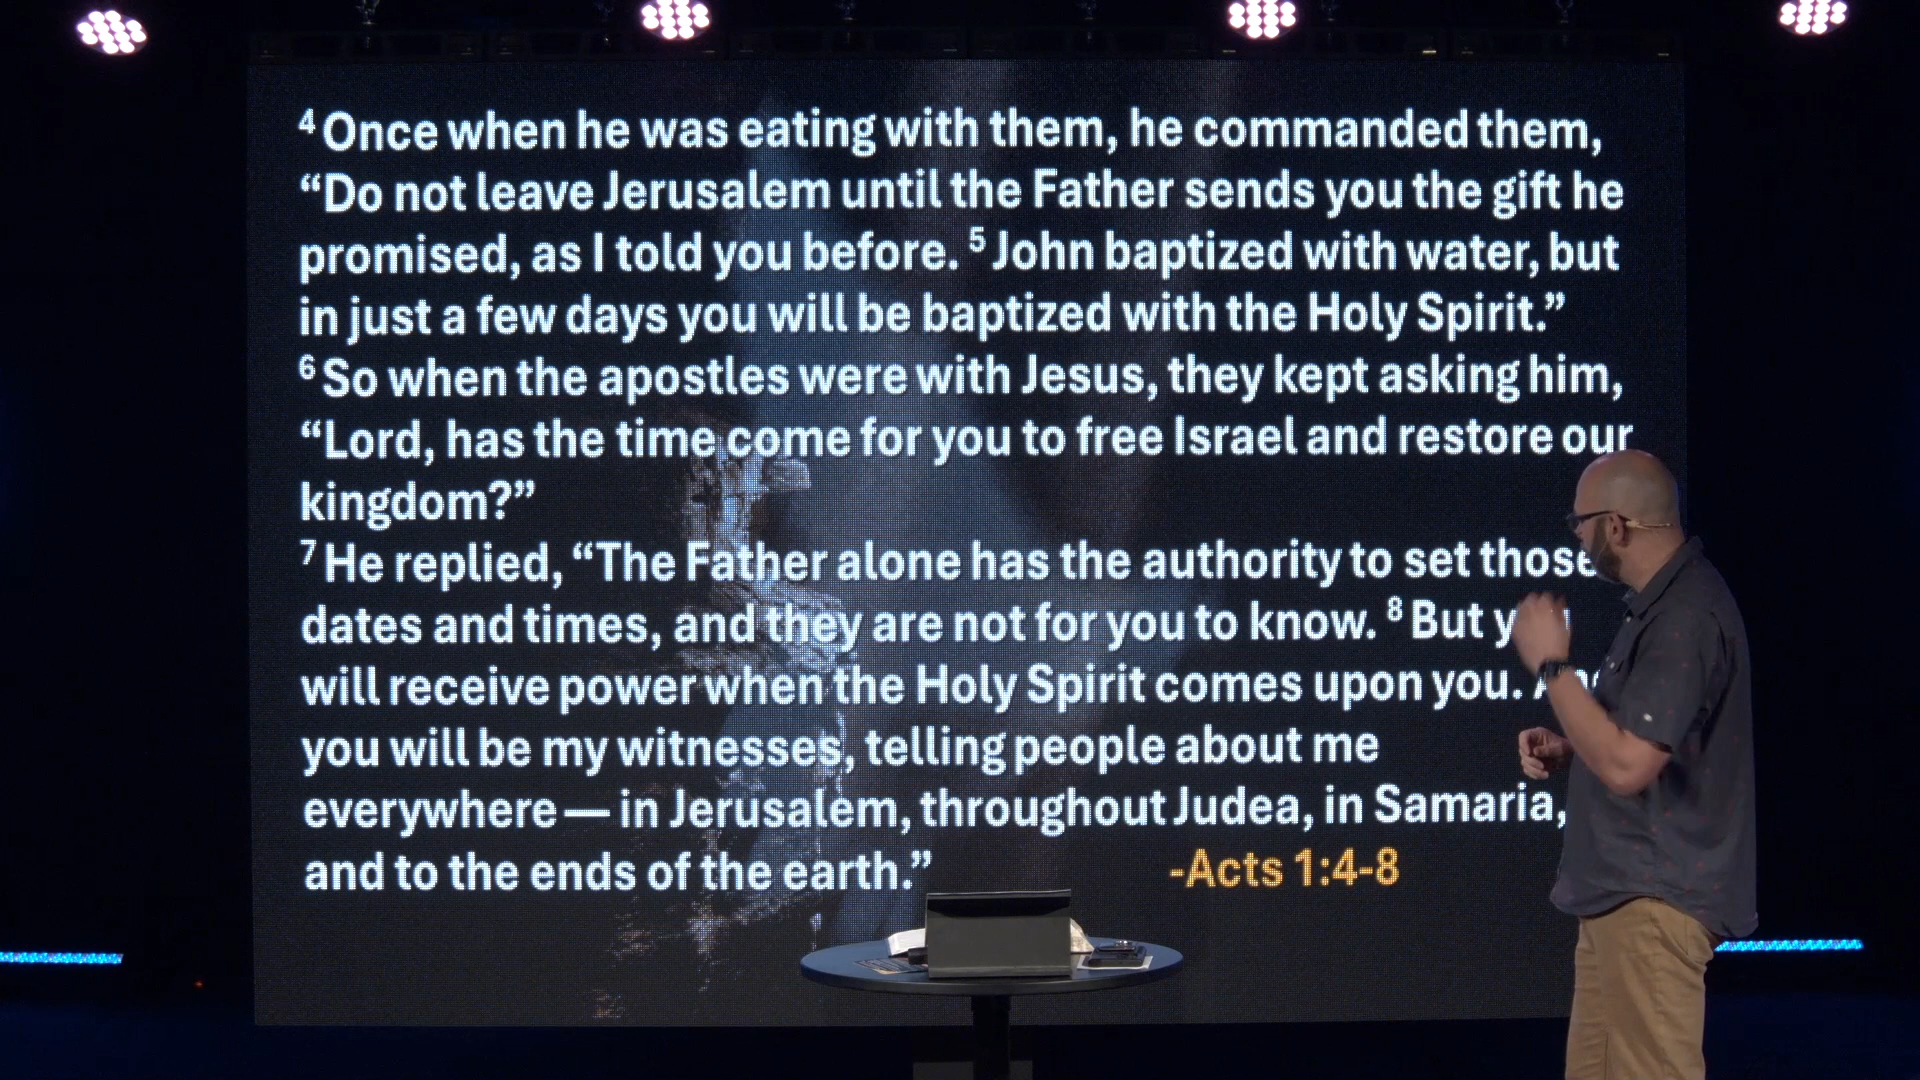 4 Once when he was eating with them, he commanded them,
“Do not leave Jerusalem until the Father sends you the gift he
promised, as I told you before. 5 John baptized with water, but
in just a few days you will be baptized with the Holy Spirit.”
6 So when the apostles were with Jesus, they kept asking him,
“Lord, has the time come for you to free Israel and restore our
kingdom?”
7 He replied, “The Father alone has the authority to set those
dates and times, and they are not for you to know. 8 But you
will receive power when the Holy Spirit comes upon you. And
you will be my witnesses, telling people about me
everywhere — in Jerusalem, throughout Judea, in Samaria,
and to the ends of the earth.” -Acts 1:4-8